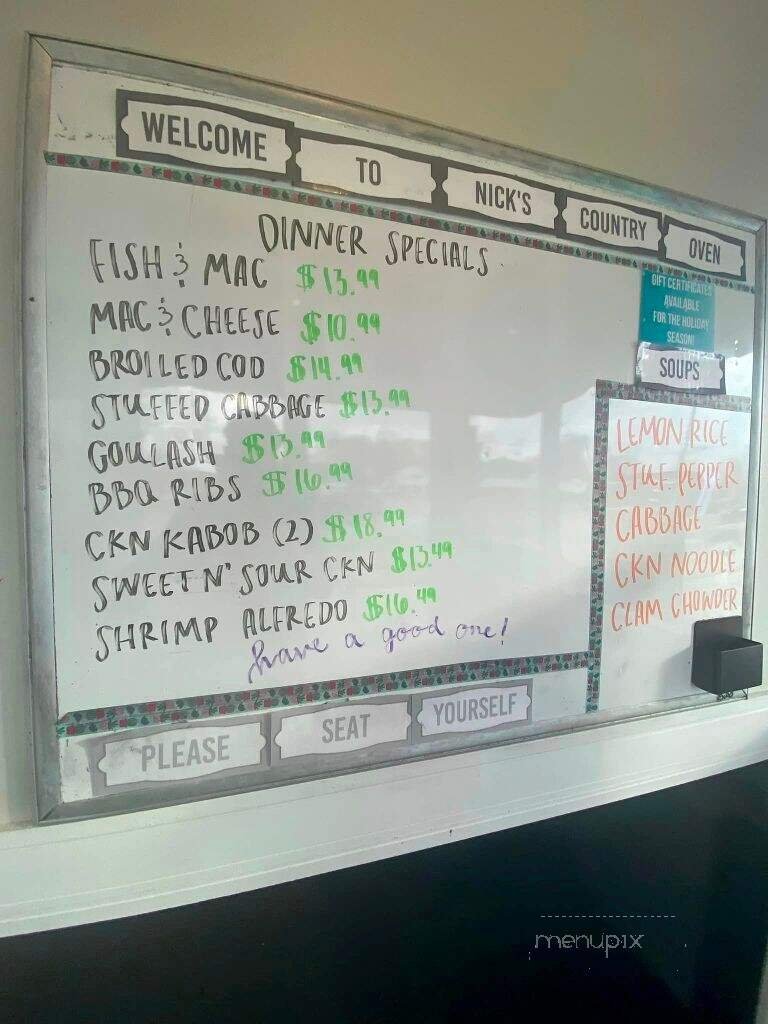 WELCOME TO NICK'S COUNTRY OVEN
DINNER SPECIALS
FISH & MAC $13.99
MAC & CHEESE $10.99
BROILED COD $14.99
STUFFED CABBAGE $13.99
GOULASH $13.99
BBQ RIBS $16.99
CKN KABOB (2) $18.99
SWEET N' SOUR CKN $13.49
SHRIMP ALFREDO $16.49
have a good one!
GIFT CERTIFICATES
AVAILABLE
FOR THE HOLIDAY
SEASON!
SOUPS
LEMON RICE
STUF. PEPPER
CABBAGE
CKN NOODLE
CLAM CHOWDER
PLEASE SEAT YOURSELF
menupix